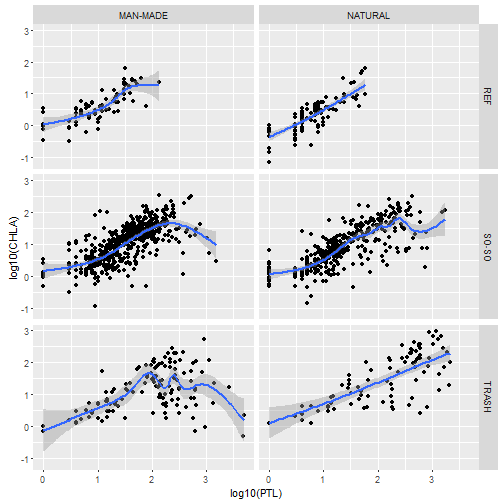 MAN-MADE NATURAL
3
2
1
0
-1
REF
3
2
1
0
-1
SO-SO
3
2
1
0
-1
TRASH
log10(CHLA)
0 1 2 3 0 1 2 3
log10(PTL)